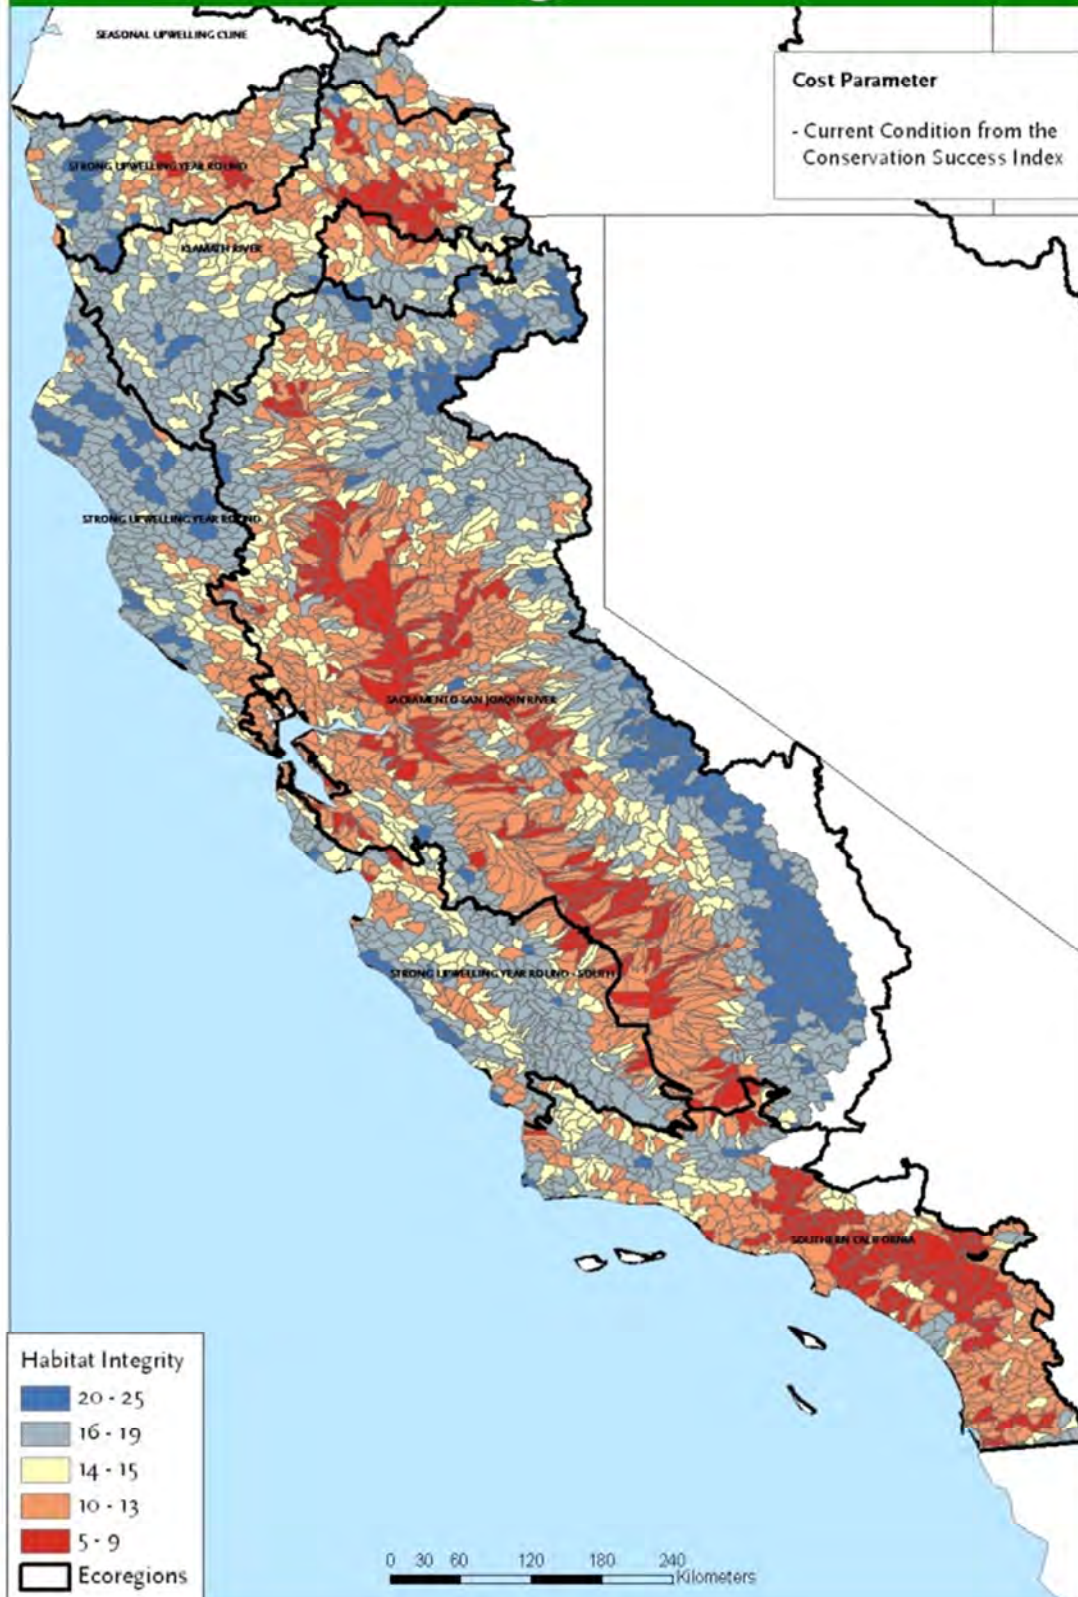 SEASONAL UPWELLING CLINE
Cost Parameter
- Current Condition from the
Conservation Success Index
STRONG UPWELLING YEAR ROUND
KLAMATH RIVER
STRONG UPWELLING YEAR ROUND
SACRAMENTO-SAN JOAQUIN RIVER
STRONG UPWELLING YEAR ROUND - SOUTH
SOUTHERN CALIFORNIA
Habitat Integrity
20 - 25
16 - 19
14 - 15
10 - 13
5 - 9
Ecoregions
0 30 60 120 180 240
Kilometers